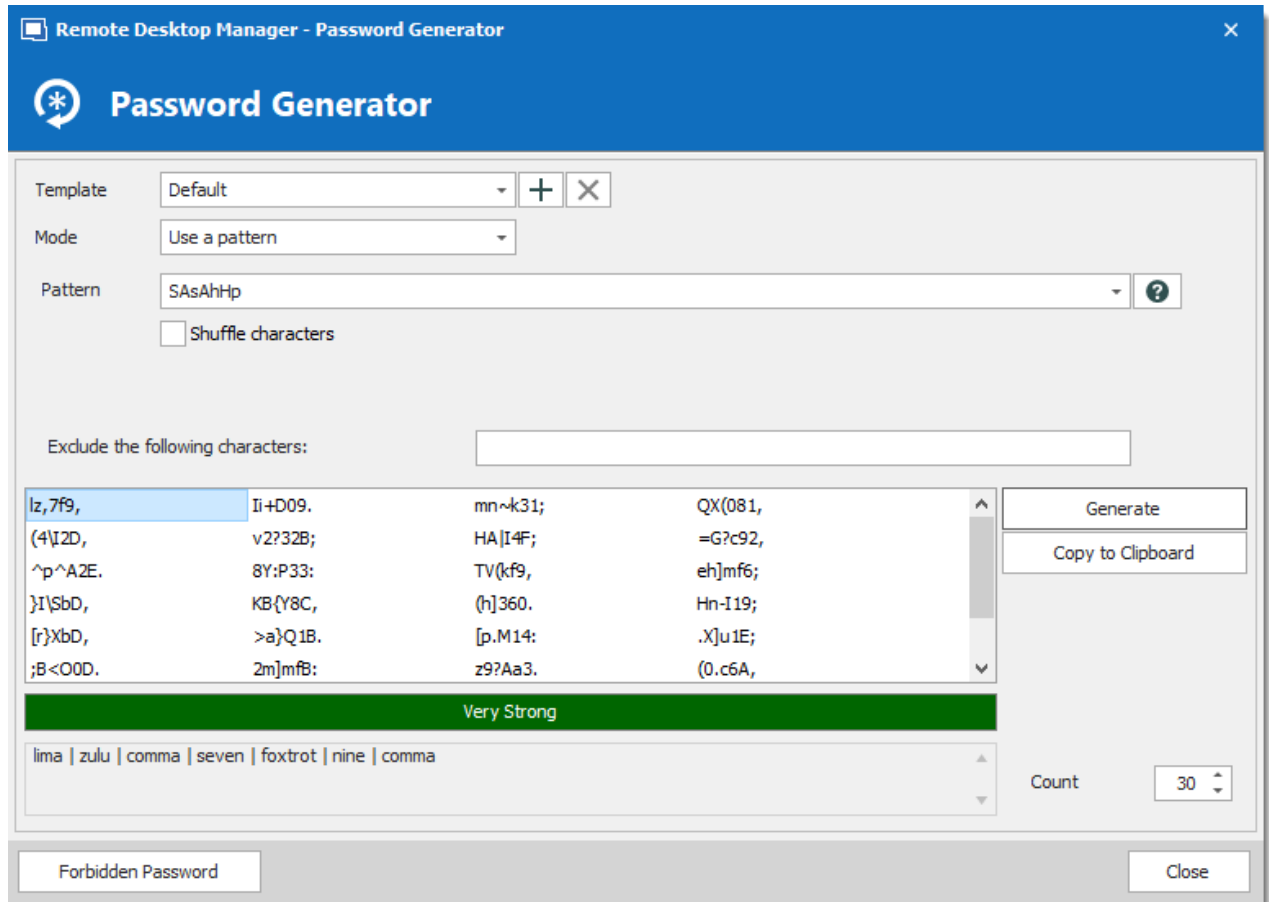 Remote Desktop Manager - Password Generator
Password Generator
Template Default
Mode Use a pattern
Pattern SAsAhHp
Shuffle characters
Exclude the following characters:
lz,7f9, Ii+D09. mn~k31; QX(081,
(4\I2D, v2?32B; HA|I4F; =G?c92,
^p^A2E. 8Y:P33: TV(kf9, eh]mf6;
}I\SbD, KB{Y8C, (h]360. Hn-I19;
[r}XbD, >a}Q1B. [p.M14: .X]u1E;
;B<O0D. 2m]mfB: z9?Aa3. (0.c6A,
Generate
Copy to Clipboard
Very Strong
lima | zulu | comma | seven | foxtrot | nine | comma
Count 30
Forbidden Password
Close